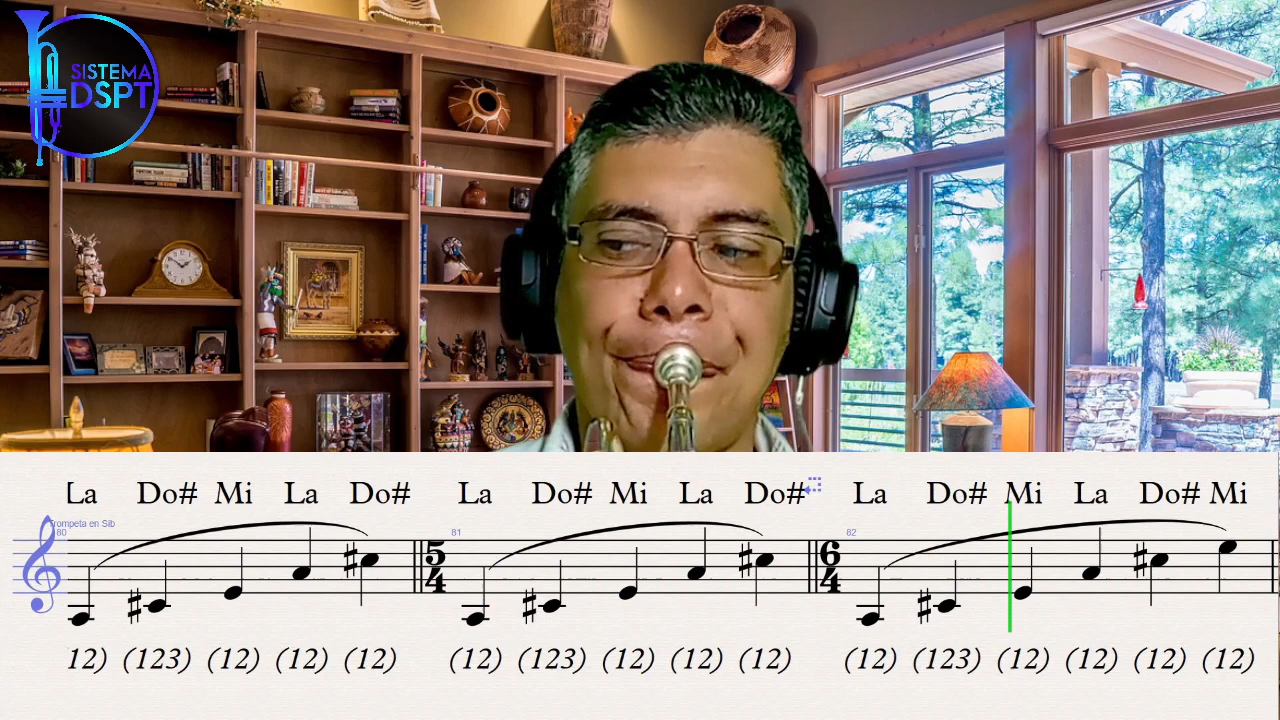 SISTEMA
DSPT
La Do# Mi La Do# La Do# Mi La Do# La Do# Mi La Do# Mi
Trompeta en Sib
80 81 82
5 6
4 4
12) (123) (12) (12) (12) (12) (123) (12) (12) (12) (12) (123) (12) (12) (12) (12)